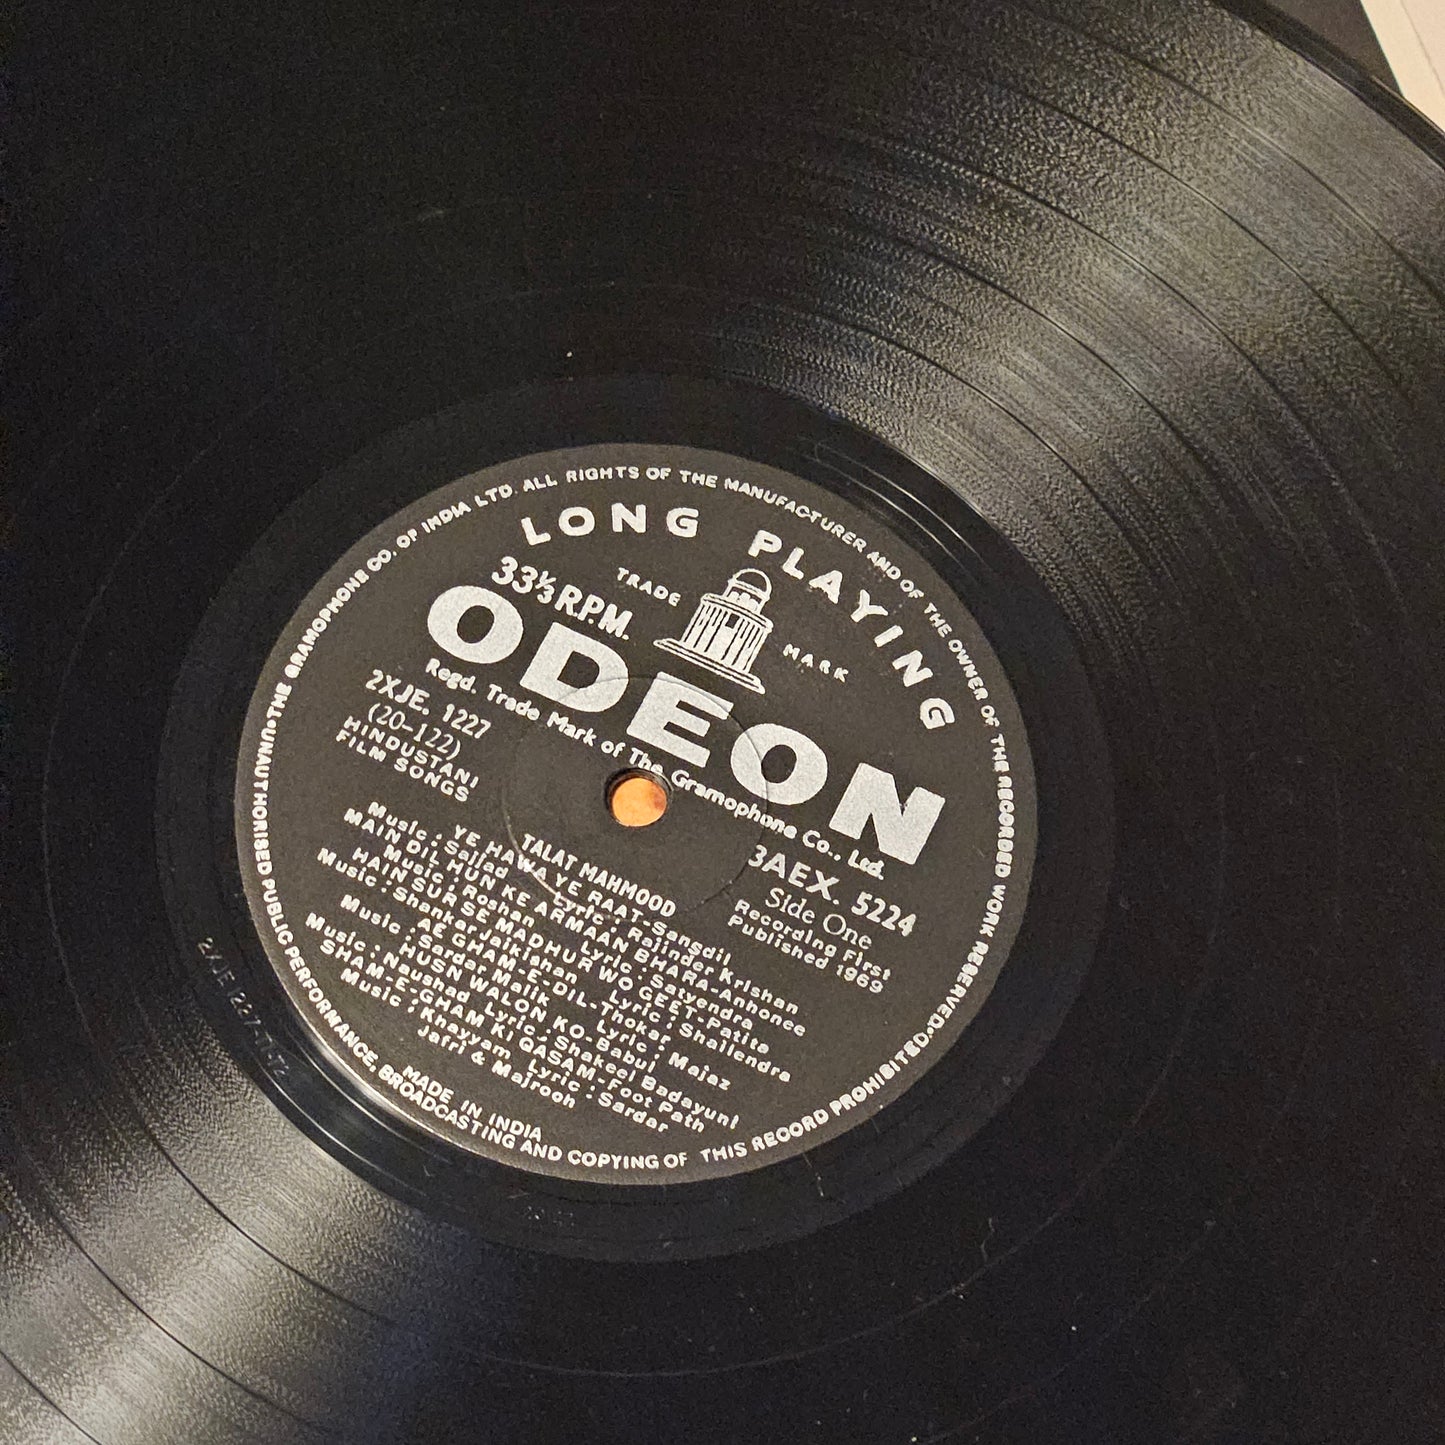 THE GRAMOPHONE CO. OF INDIA LTD. ALL RIGHTS OF THE MANUFACTURER AND OF THE OWNER OF THE RECORDED WORK RESERVED.
UNAUTHORISED PUBLIC PERFORMANCE, BROADCASTING AND COPYING OF THIS RECORD PROHIBITED.
LONG PLAYING
33⅓ R.P.M.
TRADE MARK
ODEON
Regd. Trade Mark of The Gramophone Co., Ltd.
2XJE. 1227
(20-122)
HINDUSTANI
FILM SONGS
3AEX. 5224
Side One
Recording First
Published 1969
TALAT MAHMOOD
YE HAWA YE RAAT-Sangdil
Music : Sajjad Lyric : Rajinder Krishan
MAIN DIL HUN KE ARMAAN BHARA-Anhonee
Music : Roshan Lyric : Satyendra
HAIN SUB SE MADHUR WO GEET-Patita
usic : Shankar Jaikishan Lyric : Shailendra
AE GHAM-E-DIL-Thokar
Music : Sardar Malik Lyric : Majaz
HUSN WALON KO-Babul
Music : Naushad Lyric : Shakeel Badayuni
SHAM-E-GHAM KI QASAM-Foot Path
Music : Khayyam Lyric : Sardar
Jafri & Majrooh
MADE IN INDIA